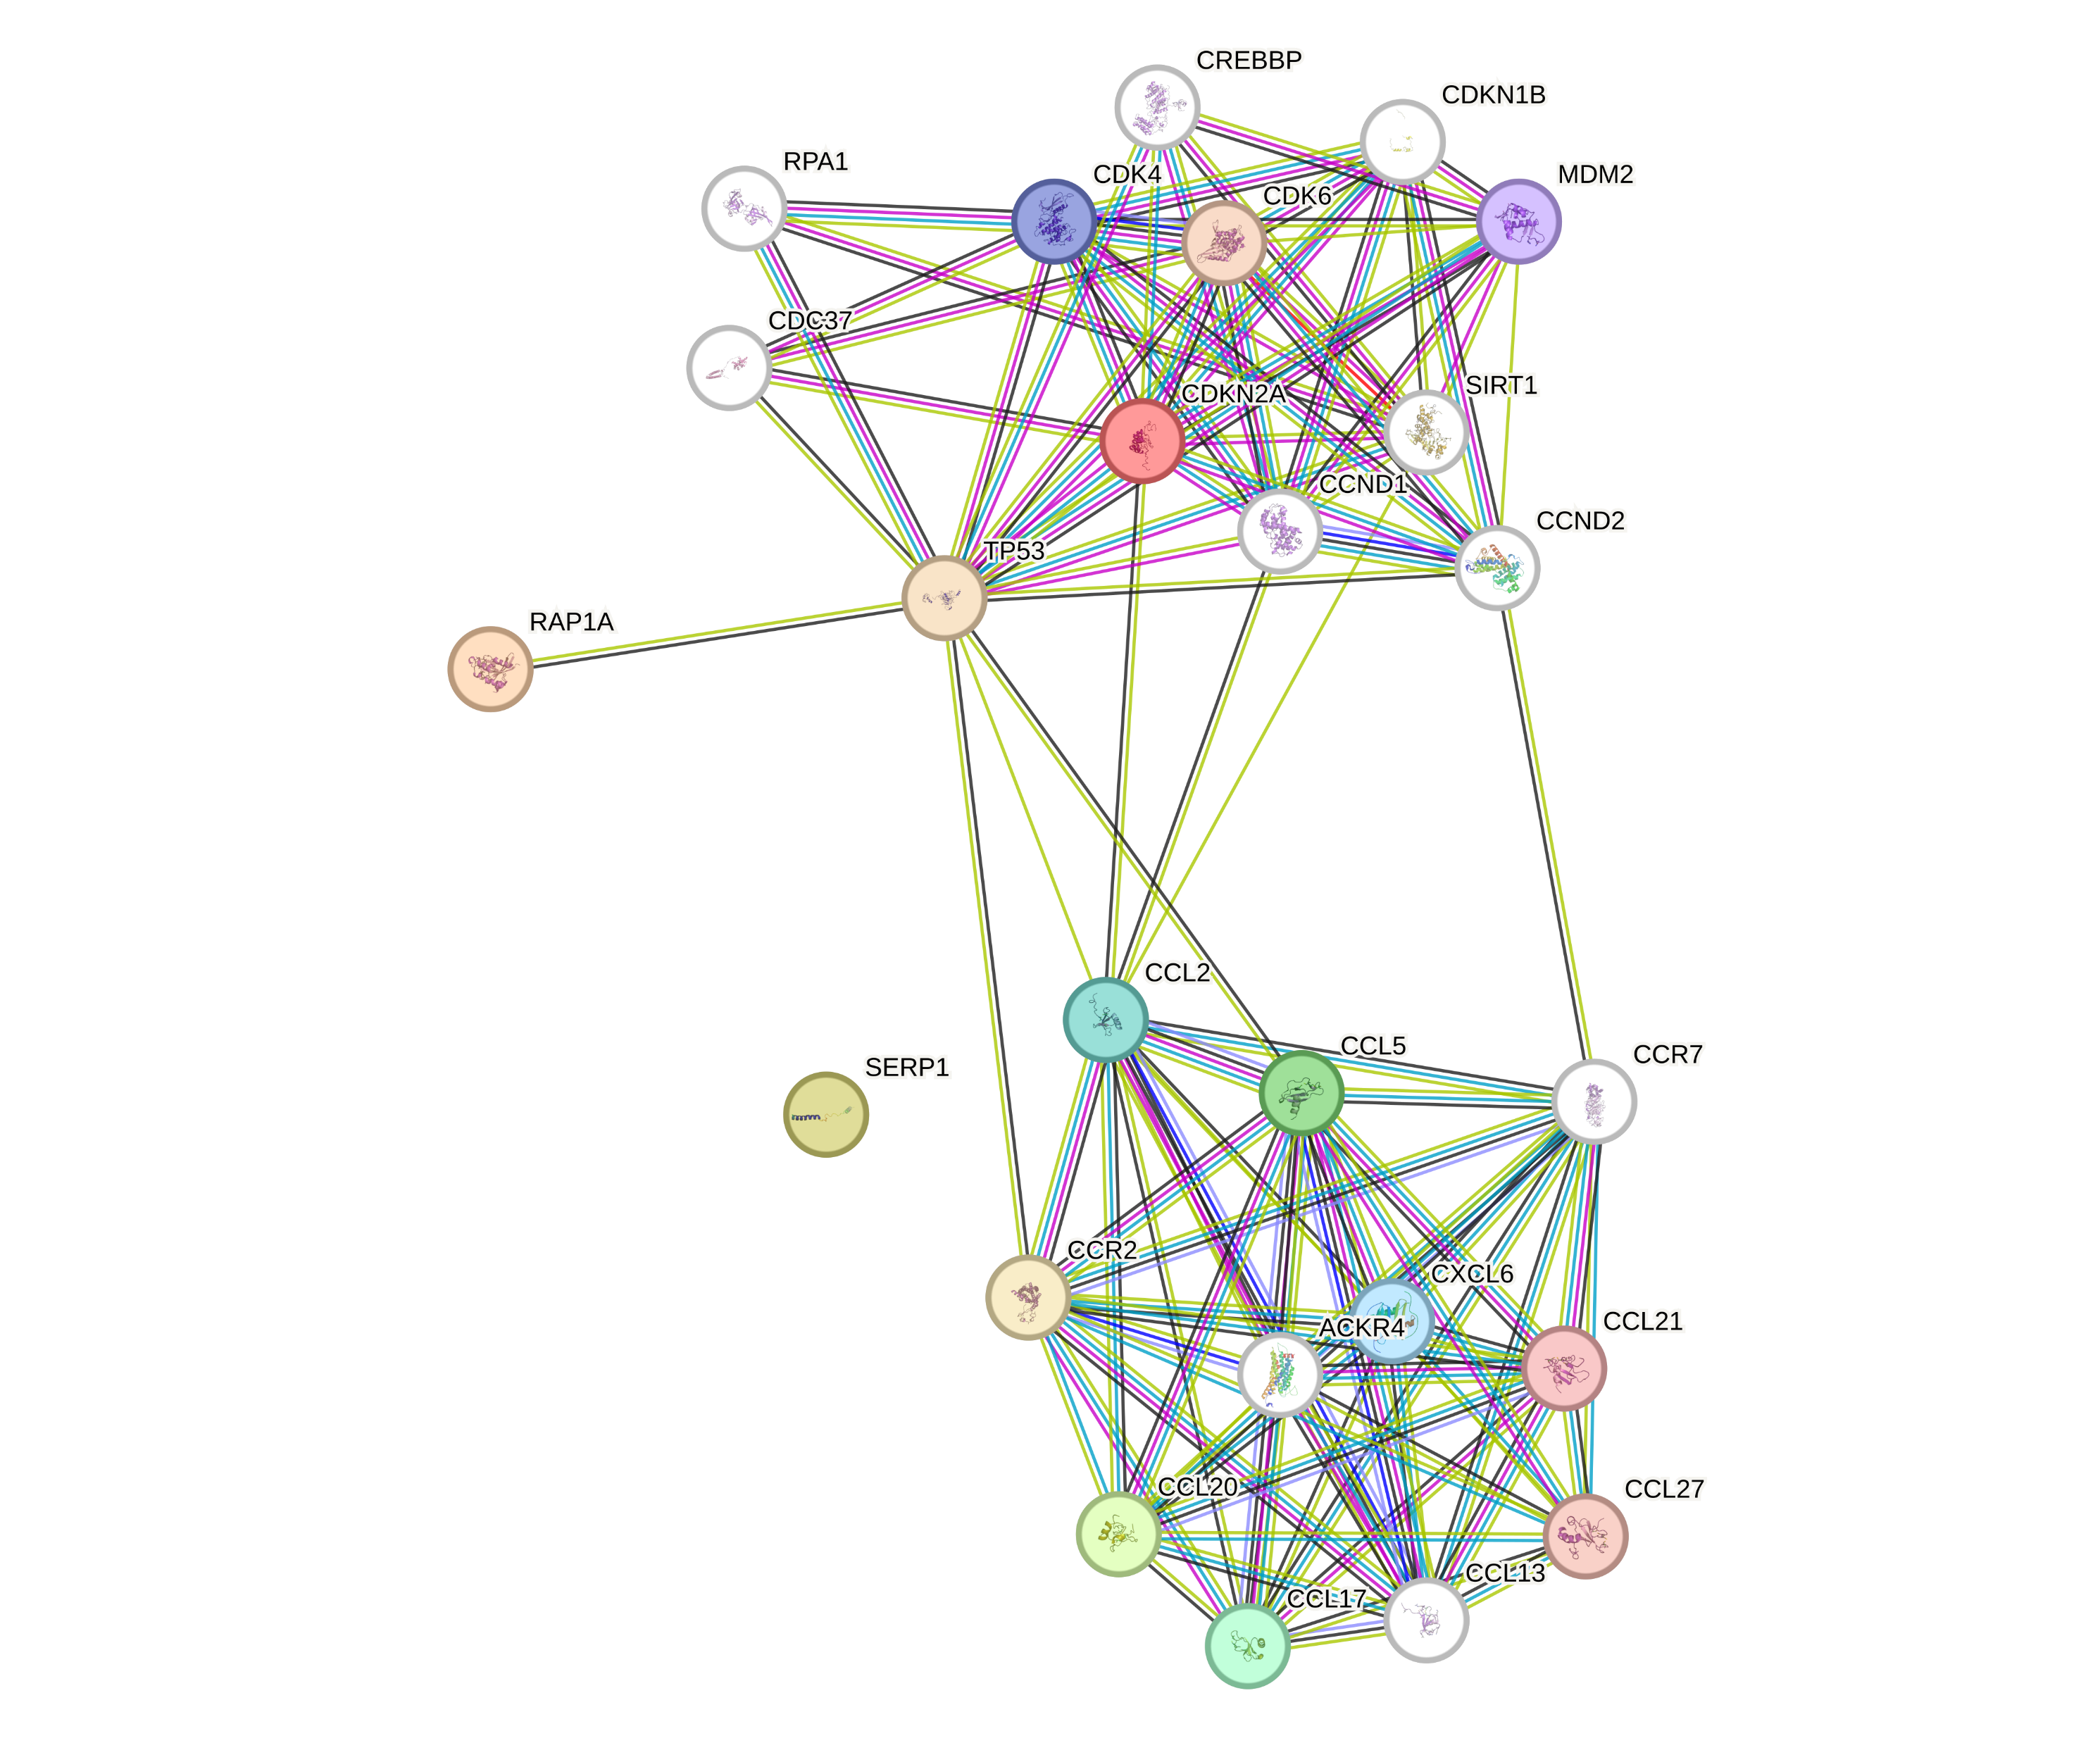 CREBBP
CDKN1B
RPA1
CDK4
MDM2
CDK6
CDC37
SIRT1
CDKN2A
CCND1
CCND2
TP53
RAP1A
CCL2
CCL5
CCR7
SERP1
CCR2
CXCL6
CCL21
ACKR4
CCL20
CCL27
CCL13
CCL17